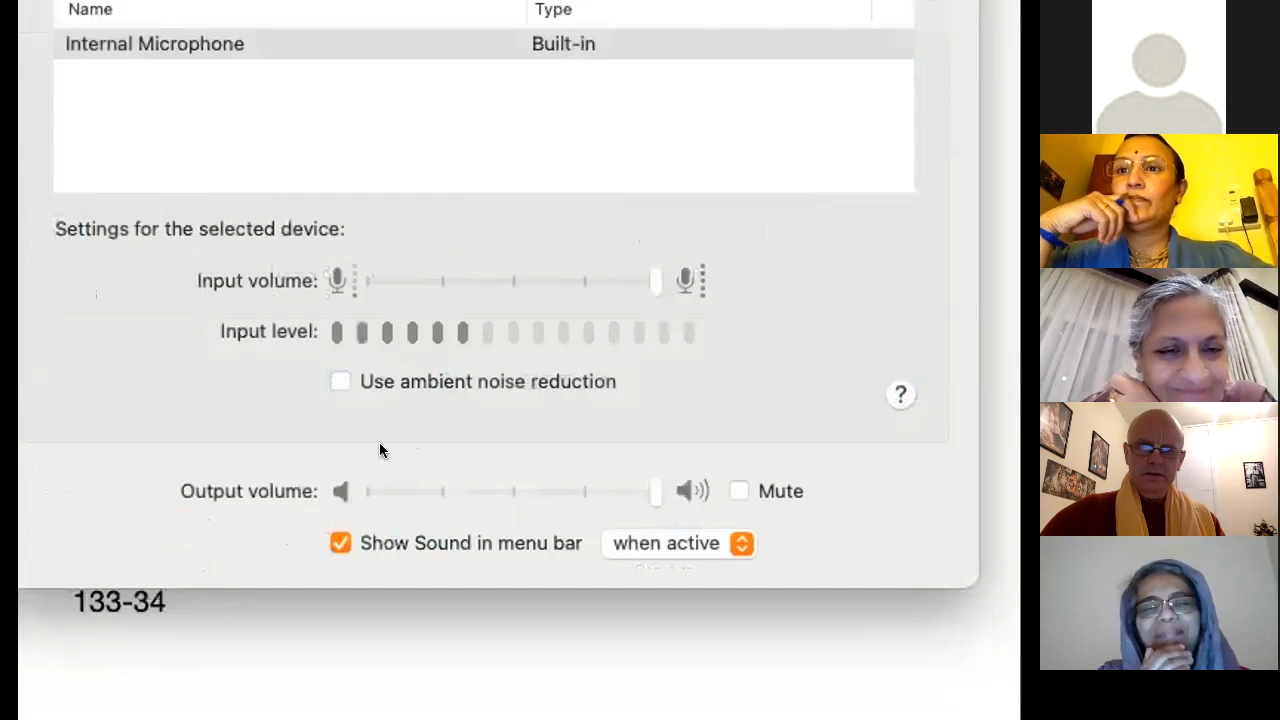 Name Type
Internal Microphone Built-in
Settings for the selected device:
Input volume:
Input level:
Use ambient noise reduction
?
Output volume: Mute
Show Sound in menu bar when active
133-34